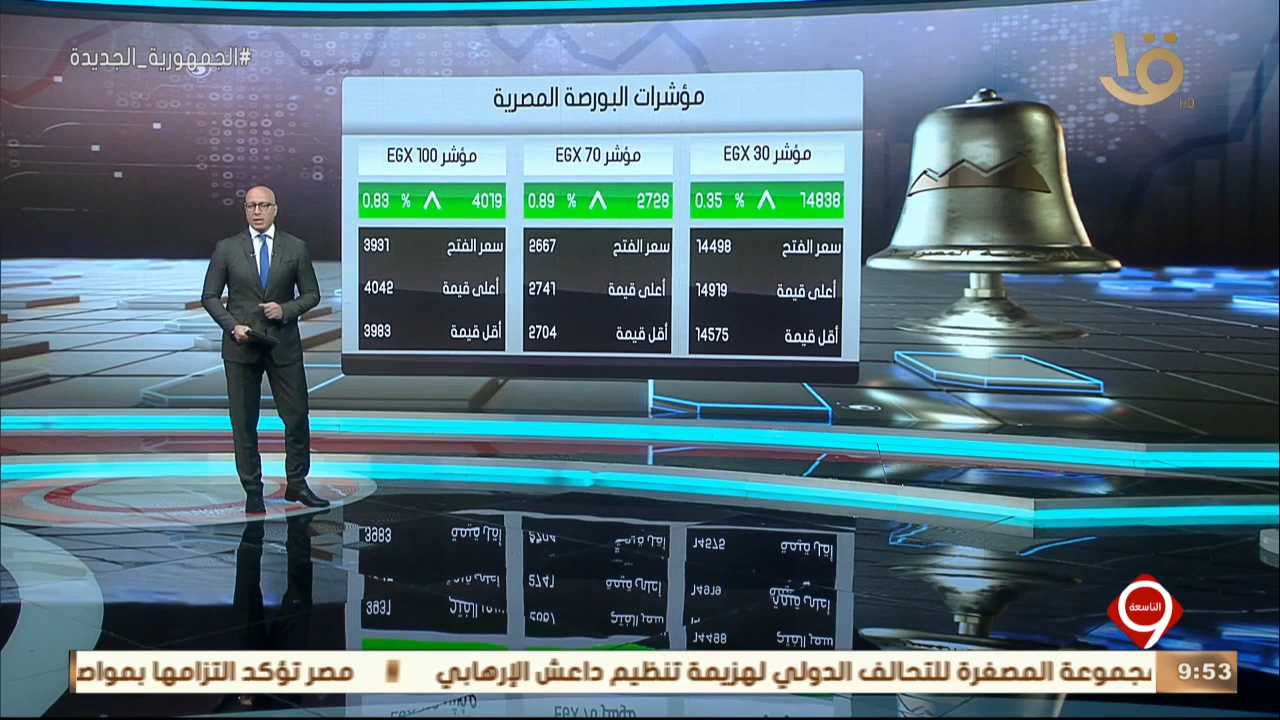 #الجمهورية_الجديدة
HD
مؤشرات البورصة المصرية
مؤشر EGX 30
مؤشر EGX 70
مؤشر EGX 100
14838 0.35 %
2728 0.89 %
4019 0.83 %
سعر الفتح 14498
سعر الفتح 2667
سعر الفتح 3931
أعلى قيمة 14919
أعلى قيمة 2741
أعلى قيمة 4042
أقل قيمة 14575
أقل قيمة 2704
أقل قيمة 3983
التاسعة
9
9:53 مجموعة المصغرة للتحالف الدولي لهزيمة تنظيم داعش الإرهابي مصر تؤكد التزامها